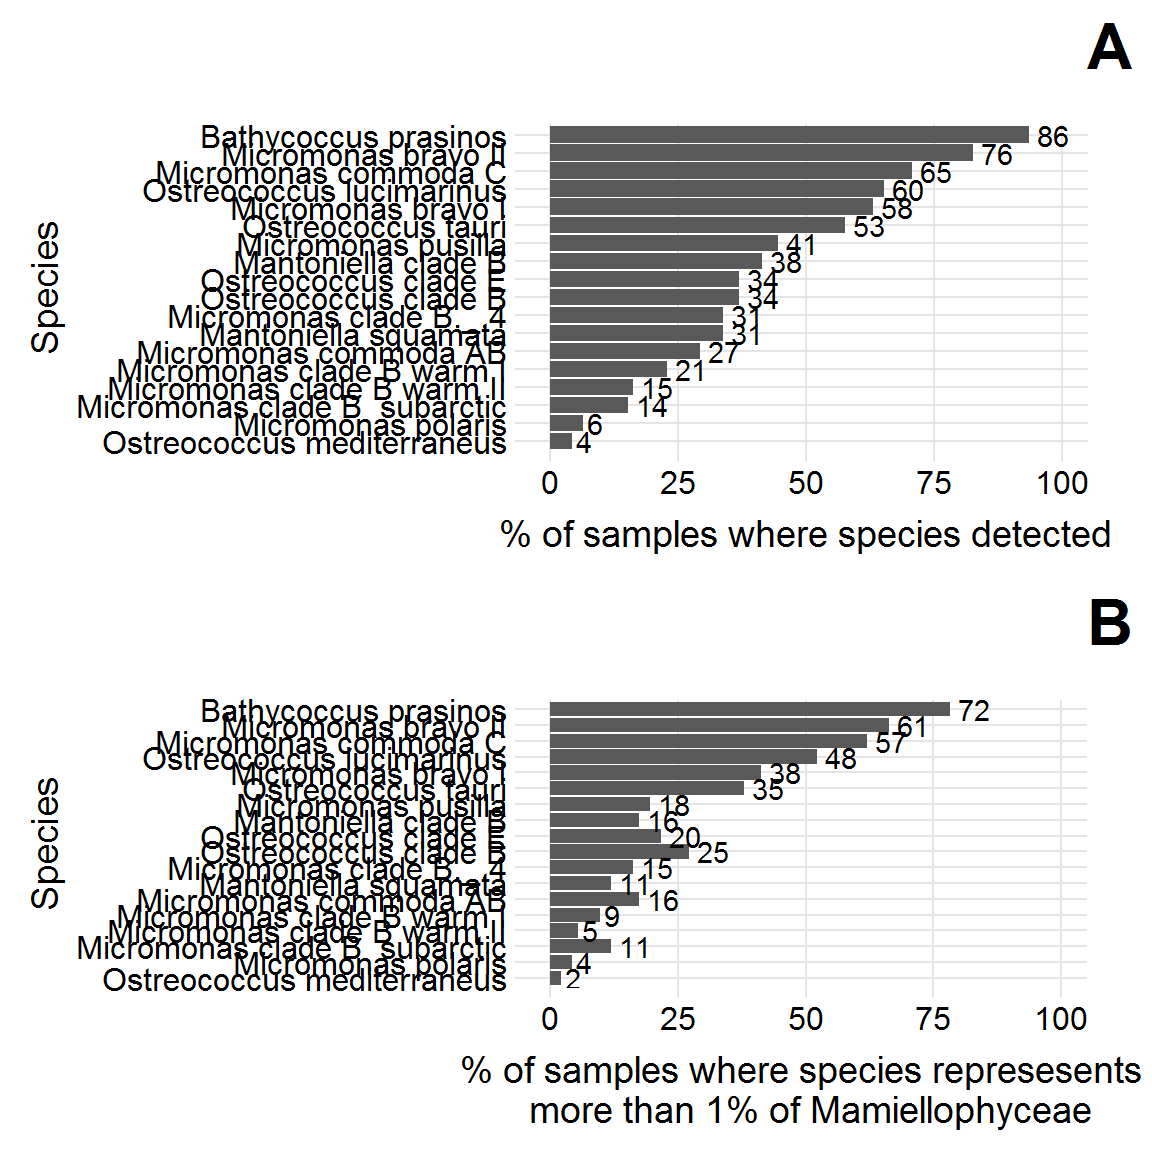 A
Species
Bathycoccus prasinos 86
Micromonas bravo II 76
Micromonas commoda C 65
Ostreococcus lucimarinus 60
Micromonas bravo I 58
Ostreococcus tauri 53
Micromonas pusilla 41
Mantoniella clade B 38
Ostreococcus clade E 34
Ostreococcus clade B 34
Micromonas clade B__4 31
Mantoniella squamata 31
Micromonas commoda AB 27
Micromonas clade B warm I 21
Micromonas clade B warm II 15
Micromonas clade B subarctic 14
Micromonas polaris 6
Ostreococcus mediterraneus 4
0 25 50 75 100
% of samples where species detected
B
Species
Bathycoccus prasinos 72
Micromonas bravo II 61
Micromonas commoda C 57
Ostreococcus lucimarinus 48
Micromonas bravo I 38
Ostreococcus tauri 35
Micromonas pusilla 18
Mantoniella clade B 16
Ostreococcus clade E 20
Ostreococcus clade B 25
Micromonas clade B__4 15
Mantoniella squamata 11
Micromonas commoda AB 16
Micromonas clade B warm I 9
Micromonas clade B warm II 5
Micromonas clade B subarctic 11
Micromonas polaris 4
Ostreococcus mediterraneus 2
0 25 50 75 100
% of samples where species represesents
more than 1% of Mamiellophyceae